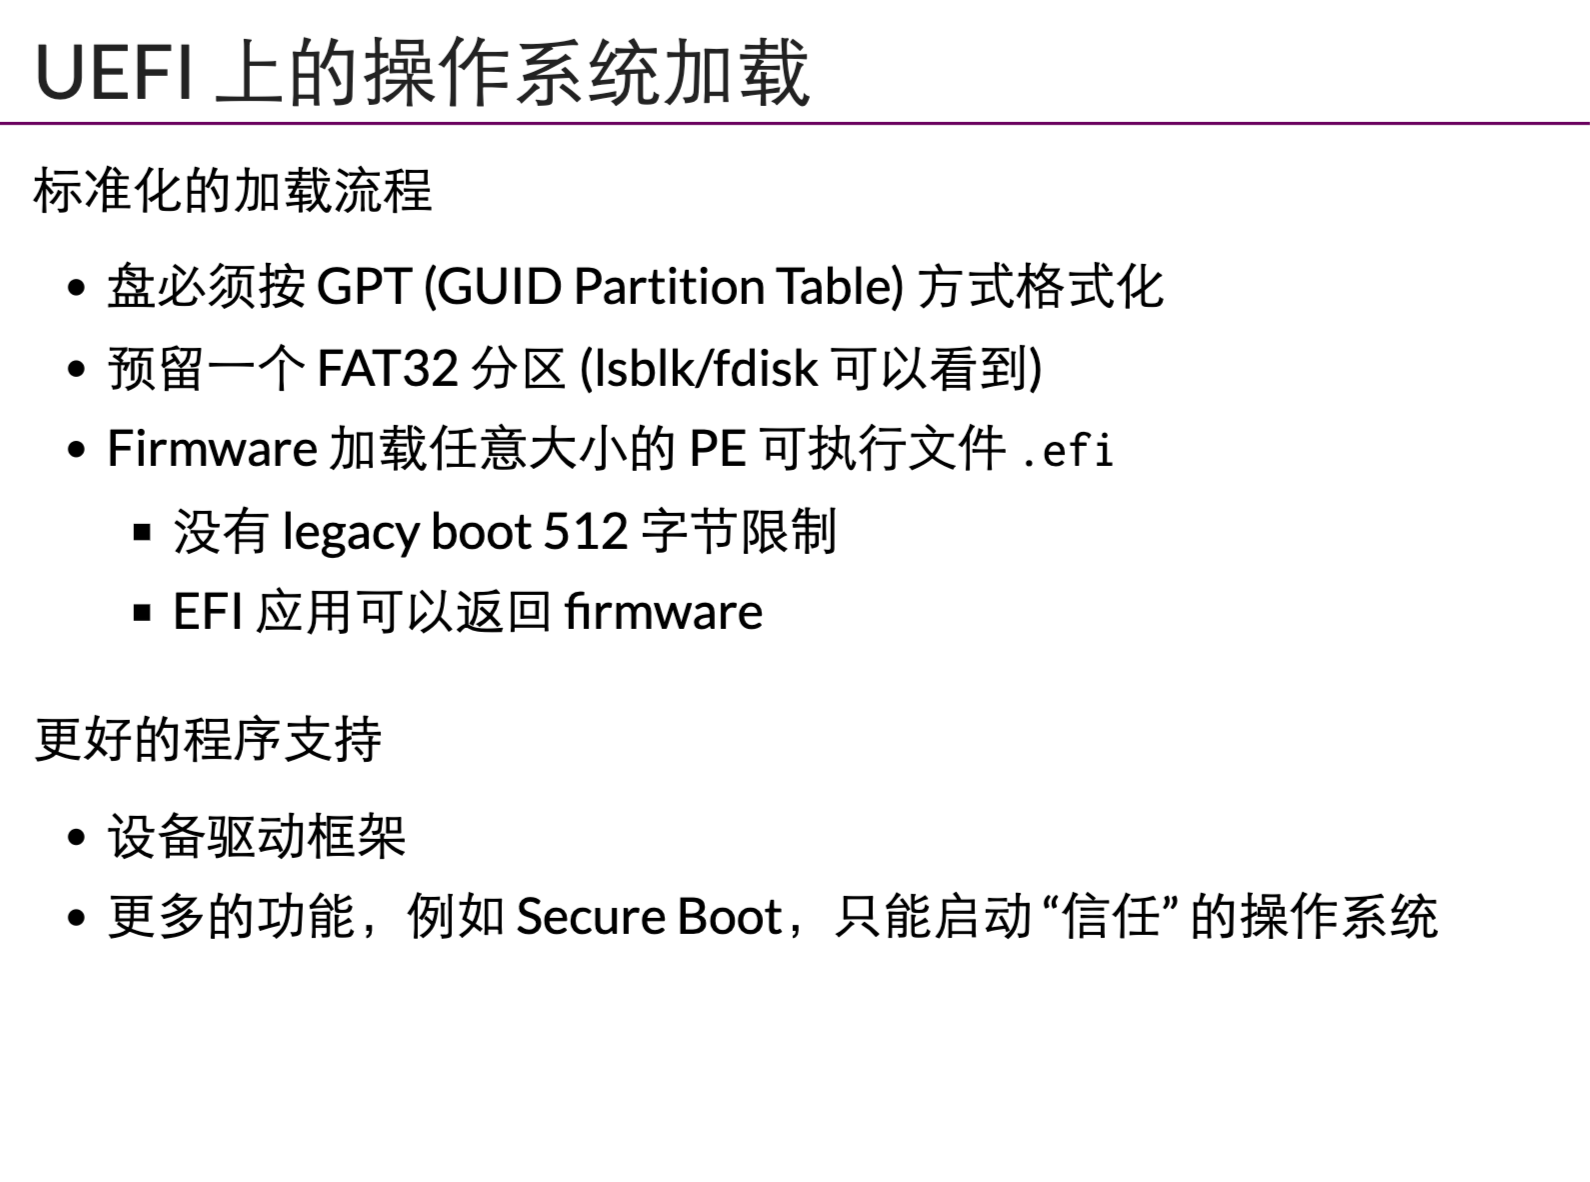 UEFI 上的操作系统加载
标准化的加载流程
• 盘必须按 GPT (GUID Partition Table) 方式格式化
• 预留一个 FAT32 分区 (lsblk/fdisk 可以看到)
• Firmware 加载任意大小的 PE 可执行文件 .efi
▪ 没有 legacy boot 512 字节限制
▪ EFI 应用可以返回 firmware
更好的程序支持
• 设备驱动框架
• 更多的功能，例如 Secure Boot，只能启动 “信任” 的操作系统